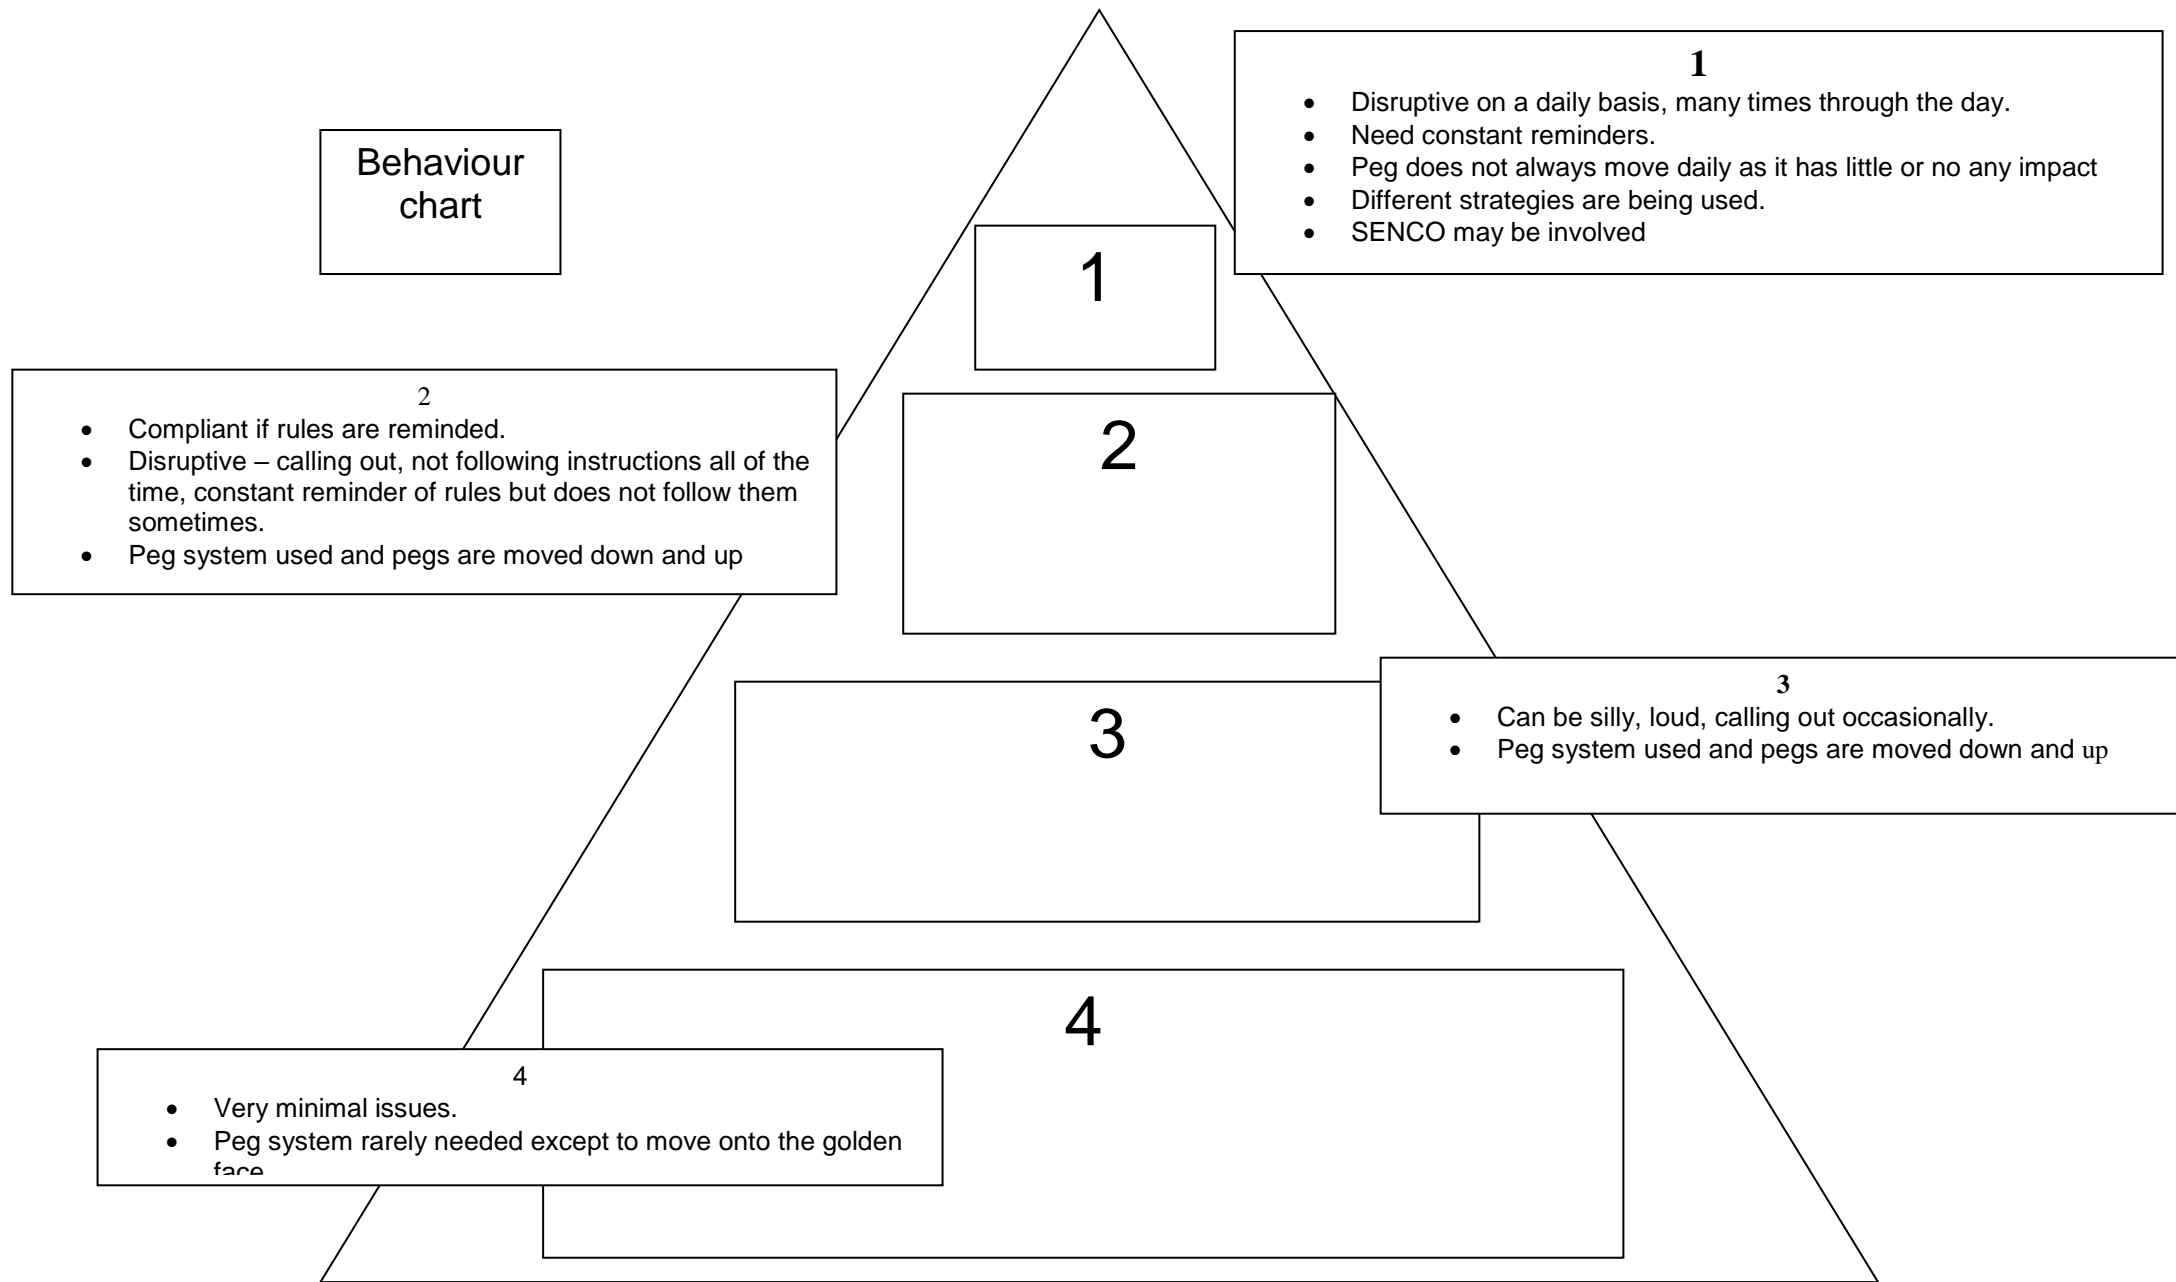 1
• Disruptive on a daily basis, many times through the day.
• Need constant reminders.
• Peg does not always move daily as it has little or no any impact
• Different strategies are being used.
• SENCO may be involved
Behaviour
chart
1
2
• Compliant if rules are reminded.
• Disruptive – calling out, not following instructions all of the
time, constant reminder of rules but does not follow them
sometimes.
• Peg system used and pegs are moved down and up
2
3
• Can be silly, loud, calling out occasionally.
• Peg system used and pegs are moved down and up
3
4
4
• Very minimal issues.
• Peg system rarely needed except to move onto the golden
face